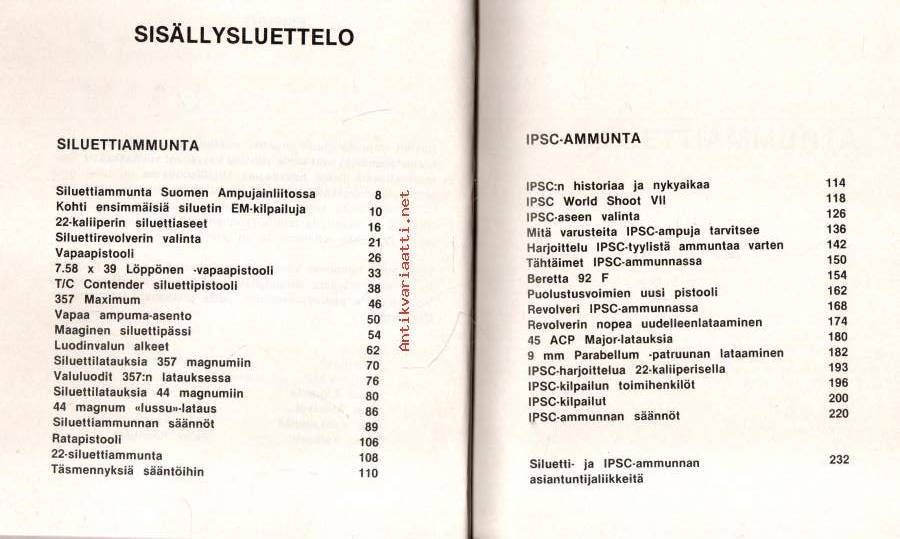 SISÄLLYSLUETTELO
SILUETTIAMMUNTA
Siluettiammunta Suomen Ampujainliitossa 8
Kohti ensimmäisiä siluetin EM-kilpailuja 10
22-kaliiperin siluettiaseet 16
Siluettirevolverin valinta 21
Vapaapistooli 26
7.58 x 39 Löppönen -vapaapistooli 33
T/C Contender siluettipistooli 38
357 Maximum 46
Vapaa ampuma-asento 50
Maaginen siluettipässi 54
Luodinvalun alkeet 62
Siluettilatauksia 357 magnumiin 70
Valuluodit 357:n latauksessa 76
Siluettilatauksia 44 magnumiin 80
44 magnum «lussu»-lataus 86
Siluettiammunnan säännöt 89
Ratapistooli 106
22-siluettiammunta 108
Täsmennyksiä sääntöihin 110
Antikvariaatti.net
IPSC-AMMUNTA
IPSC:n historiaa ja nykyaikaa 114
IPSC World Shoot VII 118
IPSC-aseen valinta 126
Mitä varusteita IPSC-ampuja tarvitsee 136
Harjoittelu IPSC-tyylistä ammuntaa varten 142
Tähtäimet IPSC-ammunnassa 150
Beretta 92 F 154
Puolustusvoimien uusi pistooli 162
Revolveri IPSC-ammunnassa 168
Revolverin nopea uudelleenlataaminen 174
45 ACP Major-latauksia 180
9 mm Parabellum -patruunan lataaminen 182
IPSC-harjoittelua 22-kaliiperisella 193
IPSC-kilpailun toimihenkilöt 196
IPSC-kilpailut 200
IPSC-ammunnan säännöt 220
Siluetti- ja IPSC-ammunnan 232
asiantuntijaliikkeitä